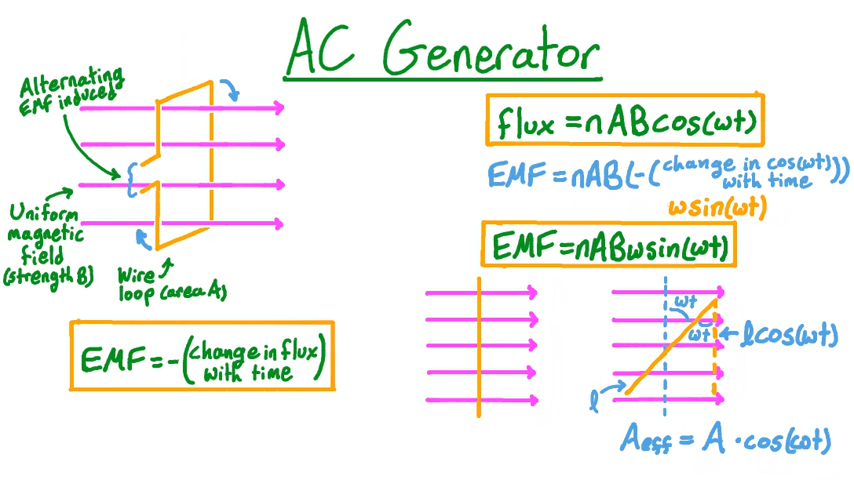 AC Generator
Alternating
EMF induced
Uniform
magnetic
field
(strength B)
Wire
loop (area A)
EMF = -(change in flux
with time)
flux = nABcos(ωt)
EMF = nAB(-(change in cos(ωt)
with time))
ωsin(ωt)
EMF = nABωsin(ωt)
ωt
ωt
lcos(ωt)
l
Aeff = A · cos(ωt)